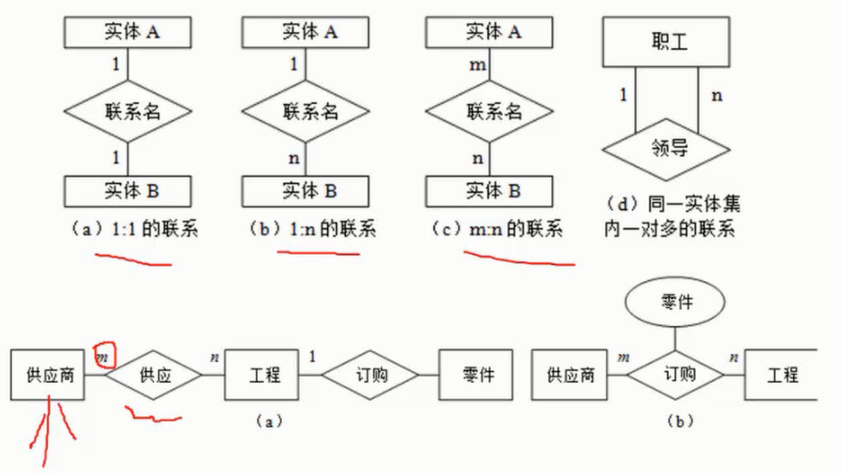 实体 A
1
联系名
1
实体 B
（a）1:1 的联系
实体 A
1
联系名
n
实体 B
（b）1:n 的联系
实体 A
m
联系名
n
实体 B
（c）m:n 的联系
职工
1
n
领导
（d）同一实体集
内一对多的联系
供应商
m
供应
n
工程
1
订购
零件
（a）
零件
供应商
m
订购
n
工程
（b）